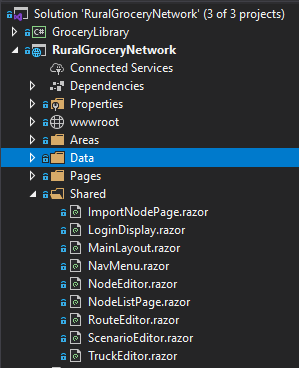 Solution 'RuralGroceryNetwork' (3 of 3 projects)
C# GroceryLibrary
RuralGroceryNetwork
Connected Services
Dependencies
Properties
wwwroot
Areas
Data
Pages
Shared
ImportNodePage.razor
LoginDisplay.razor
MainLayout.razor
NavMenu.razor
NodeEditor.razor
NodeListPage.razor
RouteEditor.razor
ScenarioEditor.razor
TruckEditor.razor